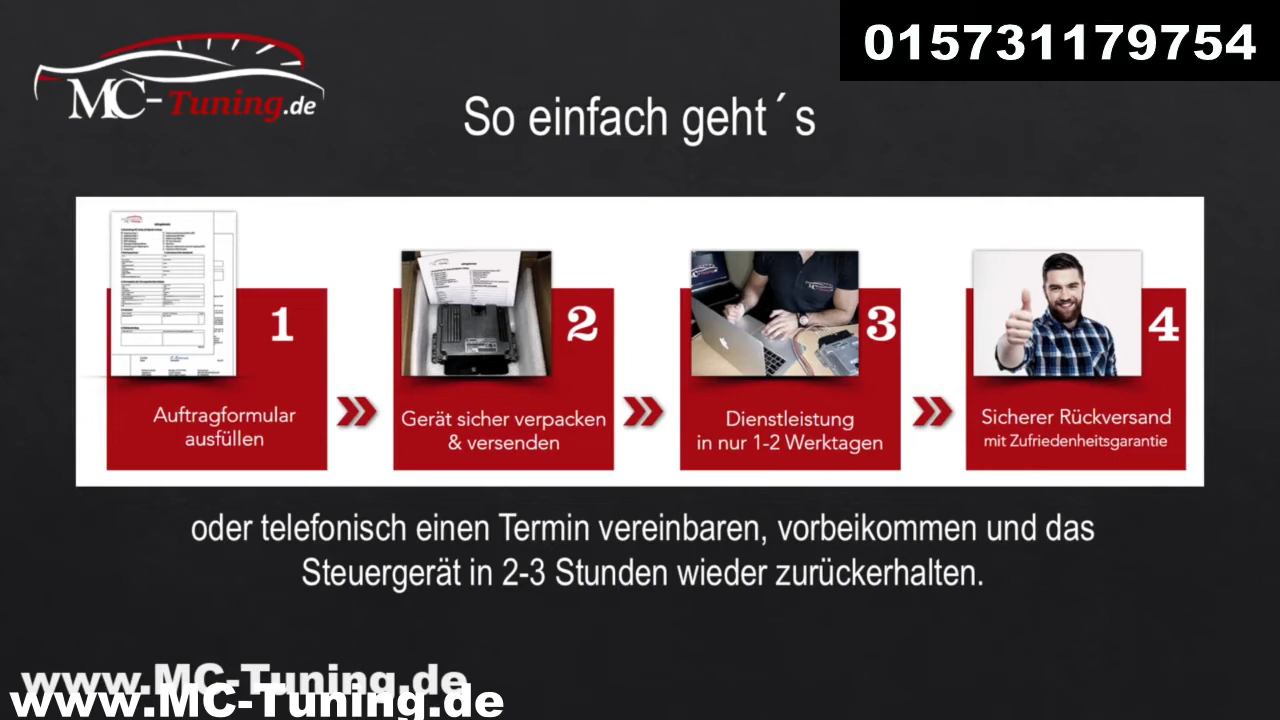 MC-Tuning.de
015731179754
So einfach geht´s
1
2
3
4
Auftragformular
ausfüllen
Gerät sicher verpacken
& versenden
Dienstleistung
in nur 1-2 Werktagen
Sicherer Rückversand
mit Zufriedenheitsgarantie
oder telefonisch einen Termin vereinbaren, vorbeikommen und das
Steuergerät in 2-3 Stunden wieder zurückerhalten.
www.MC-Tuning.de
www.MC-Tuning.de